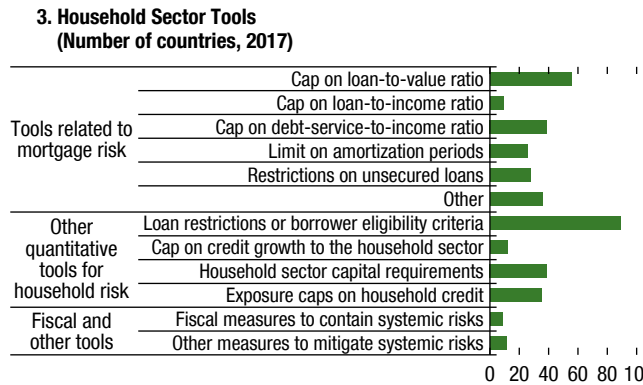 3. Household Sector Tools
(Number of countries, 2017)
Tools related to
mortgage risk
Cap on loan-to-value ratio
Cap on loan-to-income ratio
Cap on debt-service-to-income ratio
Limit on amortization periods
Restrictions on unsecured loans
Other
Other
quantitative
tools for
household risk
Loan restrictions or borrower eligibility criteria
Cap on credit growth to the household sector
Household sector capital requirements
Exposure caps on household credit
Fiscal and
other tools
Fiscal measures to contain systemic risks
Other measures to mitigate systemic risks
0 20 40 60 80 10